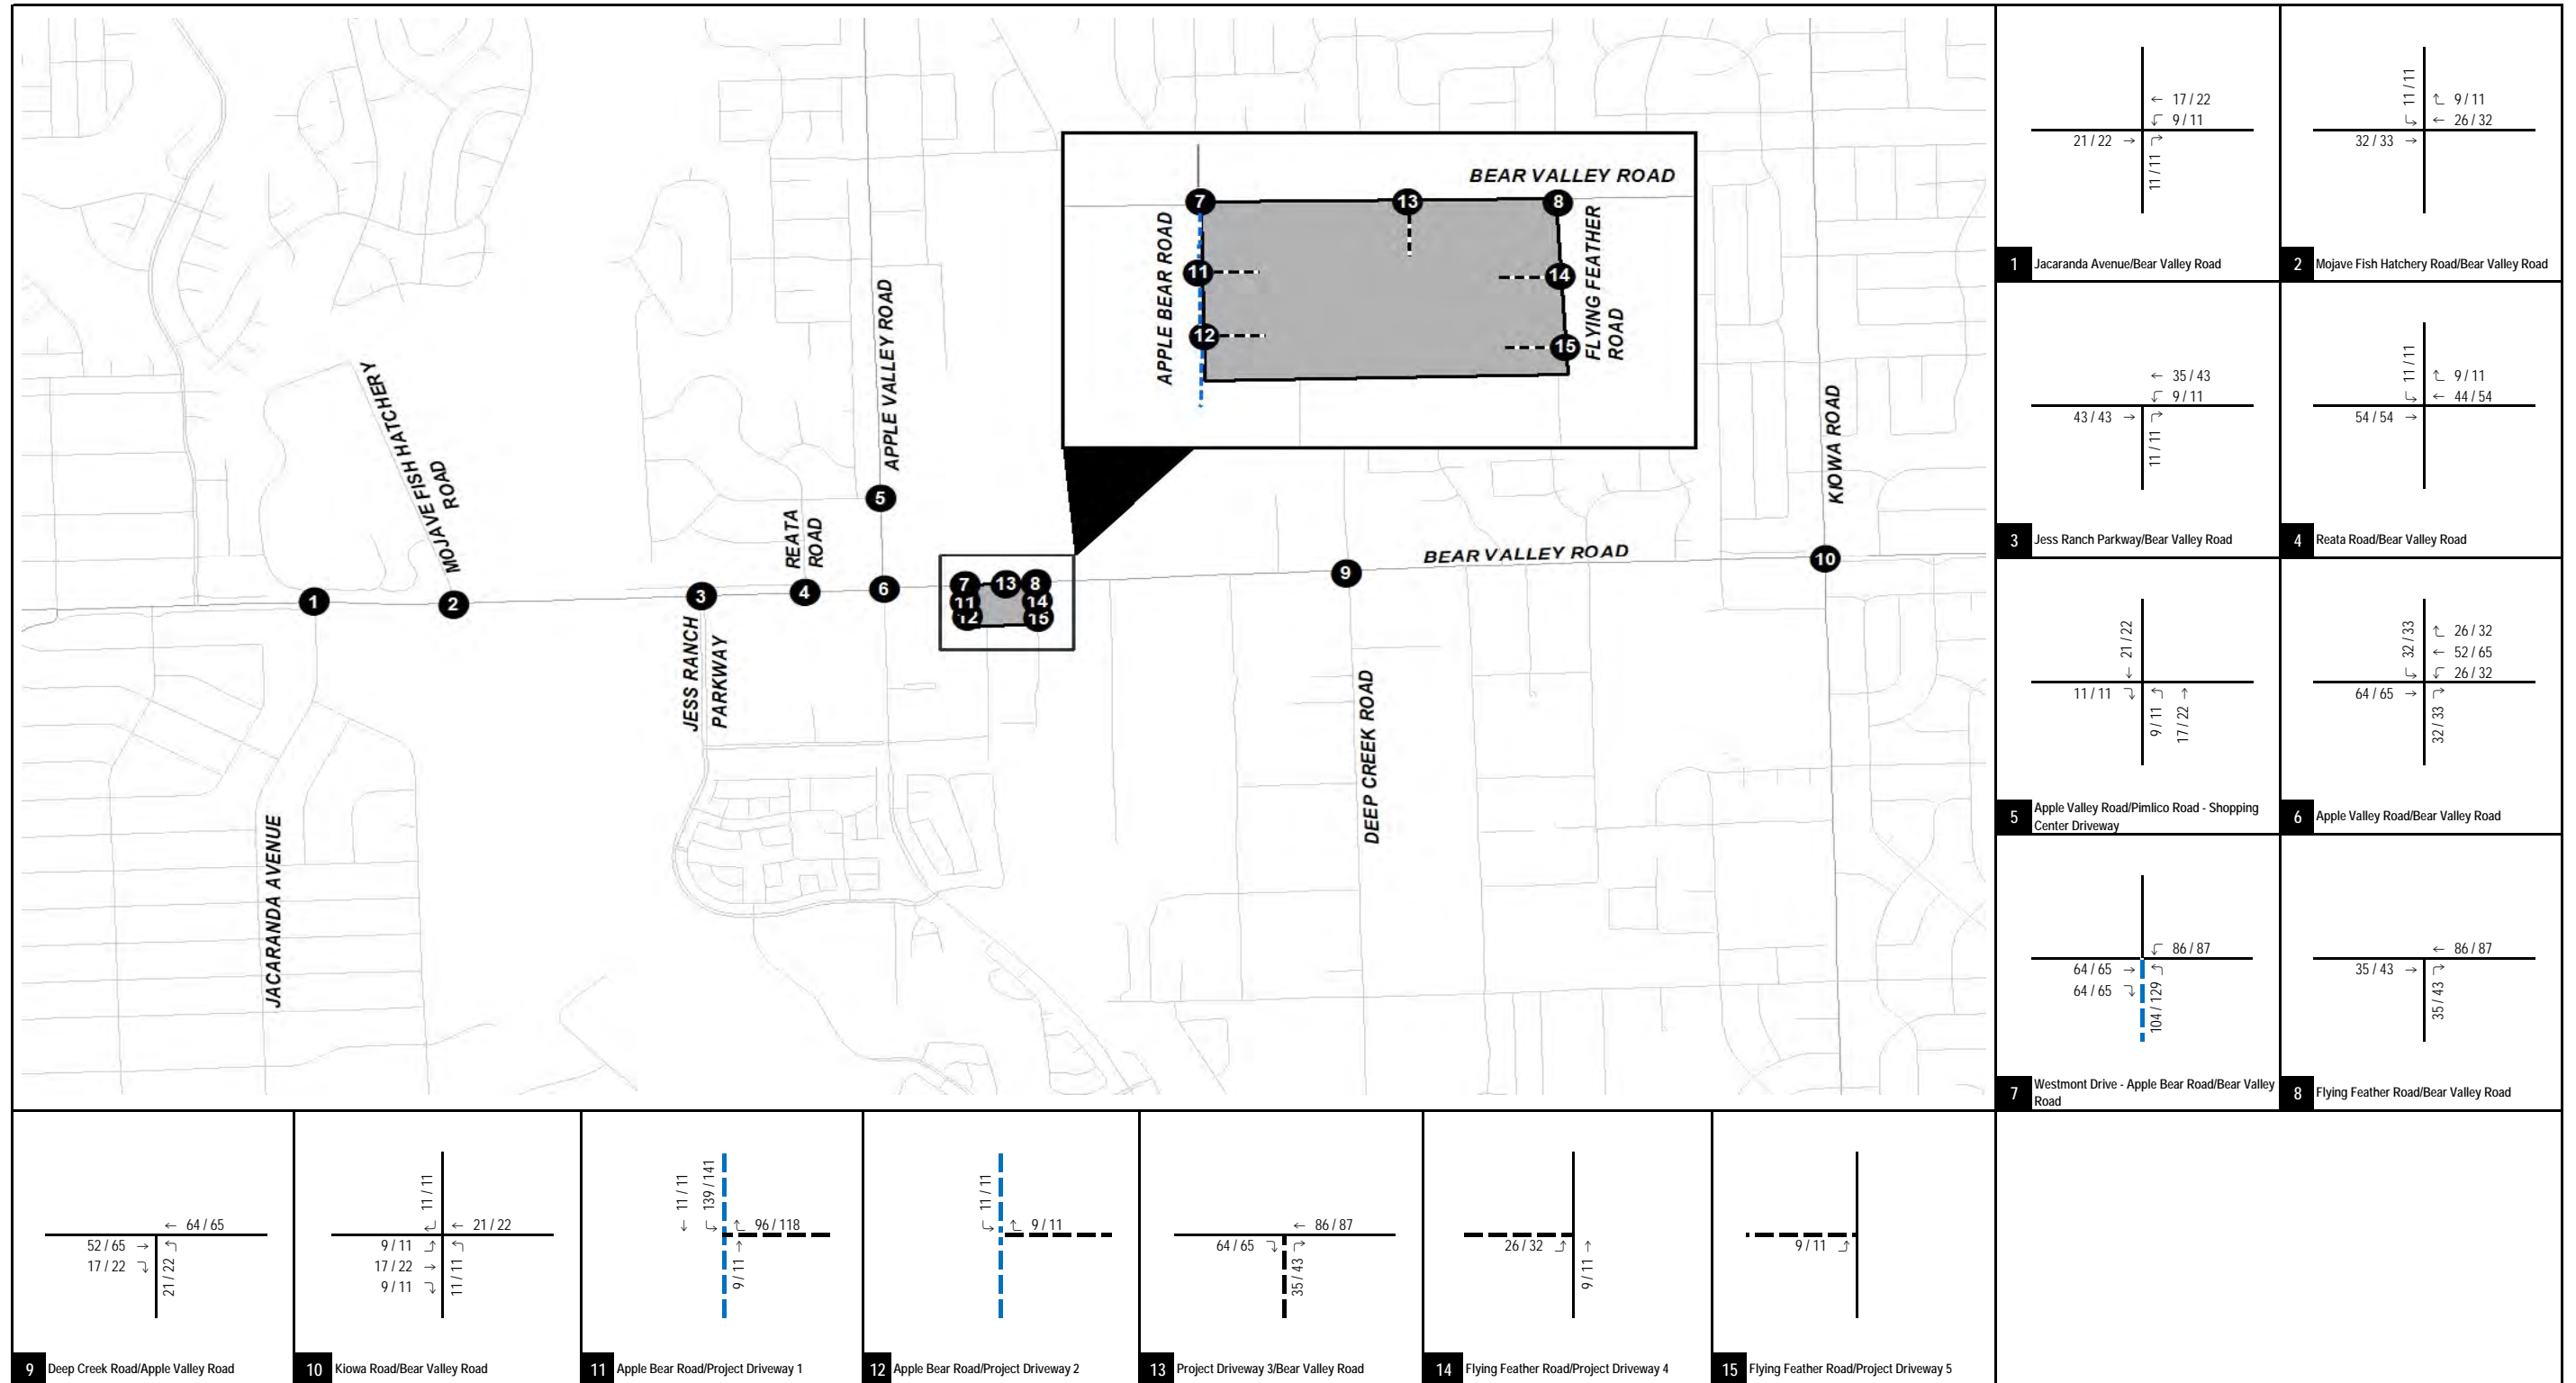 BEAR VALLEY ROAD
7
13
8
APPLE BEAR ROAD
11
14
12
15
FLYING FEATHER
ROAD
MOJAVE FISH HATCHERY
ROAD
APPLE VALLEY ROAD
KIOWA ROAD
5
REATA
ROAD
BEAR VALLEY ROAD
1
2
3
4
6
7
13
8
11
14
12
15
9
10
JESS RANCH
PARKWAY
DEEP CREEK ROAD
JACARANDA AVENUE
← 17 / 22
9 / 11
21 / 22 →
11 / 11
1 Jacaranda Avenue/Bear Valley Road
11 / 11
9 / 11
← 26 / 32
32 / 33 →
2 Mojave Fish Hatchery Road/Bear Valley Road
← 35 / 43
9 / 11
43 / 43 →
11 / 11
3 Jess Ranch Parkway/Bear Valley Road
11 / 11
9 / 11
← 44 / 54
54 / 54 →
4 Reata Road/Bear Valley Road
21 / 22
11 / 11
9 / 11
17 / 22
5 Apple Valley Road/Pimlico Road - Shopping
Center Driveway
32 / 33
26 / 32
← 52 / 65
26 / 32
64 / 65 →
32 / 33
6 Apple Valley Road/Bear Valley Road
86 / 87
64 / 65 →
64 / 65
104 / 129
7 Westmont Drive - Apple Bear Road/Bear Valley
Road
← 86 / 87
35 / 43 →
35 / 43
8 Flying Feather Road/Bear Valley Road
← 64 / 65
52 / 65 →
17 / 22
21 / 22
9 Deep Creek Road/Apple Valley Road
11 / 11
← 21 / 22
9 / 11
17 / 22 →
9 / 11
11 / 11
10 Kiowa Road/Bear Valley Road
11 / 11
139 / 141
96 / 118
9 / 11
11 Apple Bear Road/Project Driveway 1
11 / 11
9 / 11
12 Apple Bear Road/Project Driveway 2
← 86 / 87
64 / 65
35 / 43
13 Project Driveway 3/Bear Valley Road
26 / 32
9 / 11
14 Flying Feather Road/Project Driveway 4
9 / 11
15 Flying Feather Road/Project Driveway 5